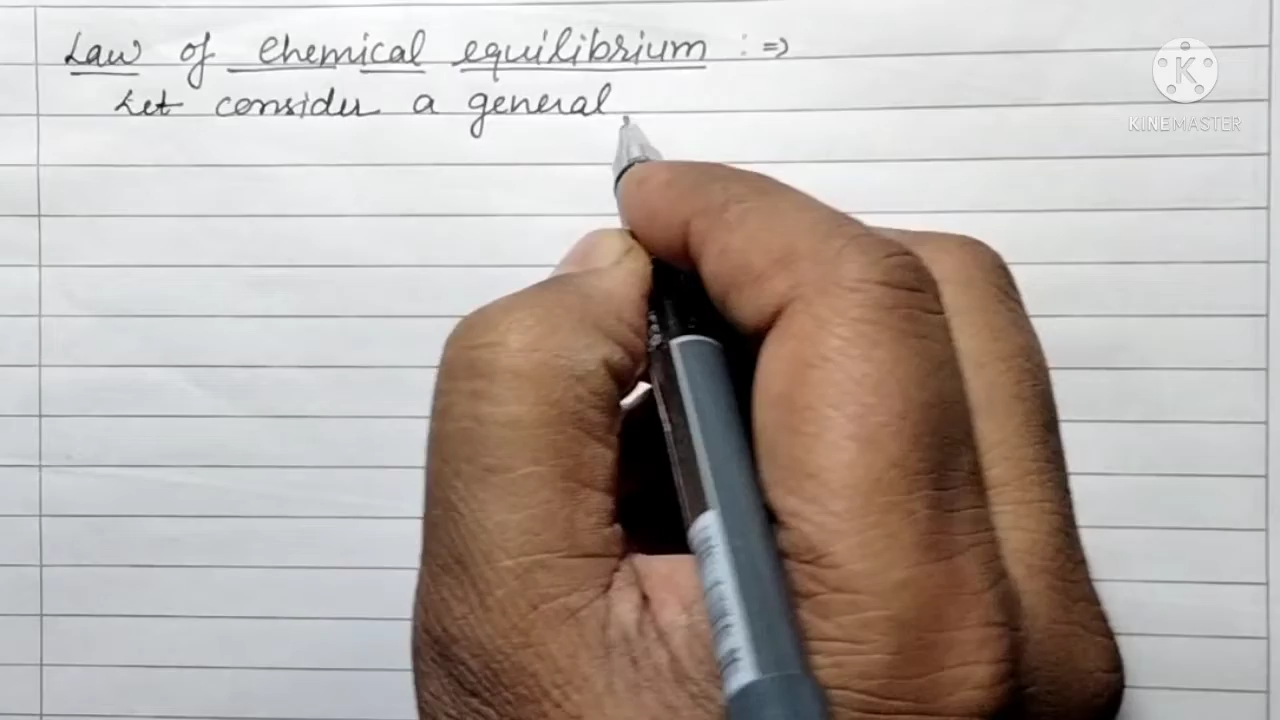 Law of chemical equilibrium :⇒
Let consider a general
K
KINEMASTER